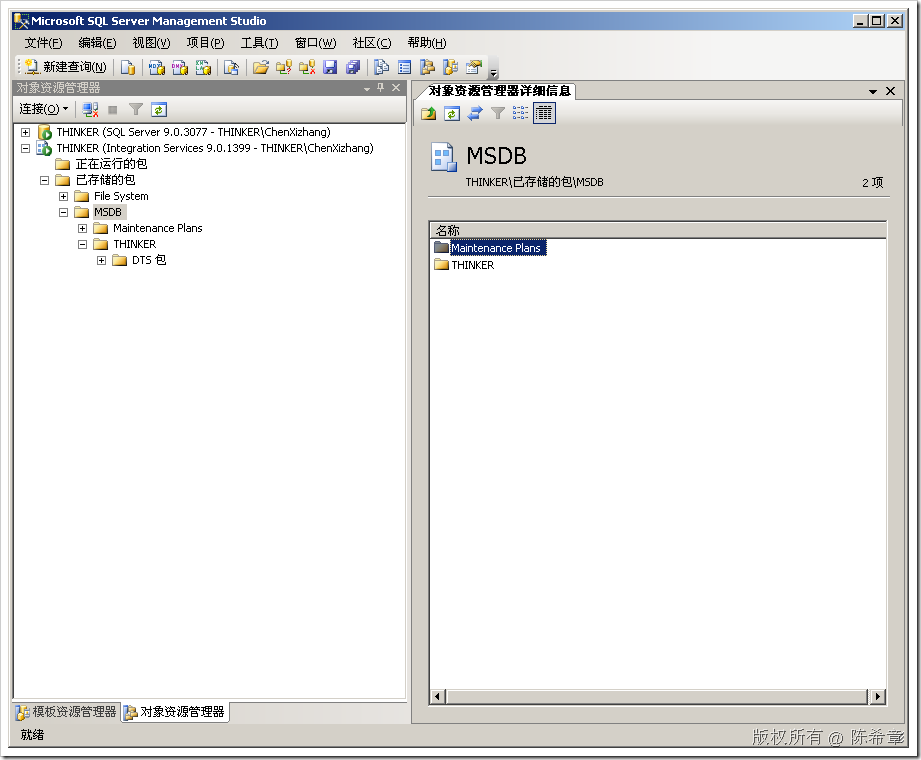 Microsoft SQL Server Management Studio
文件(F) 编辑(E) 视图(V) 项目(P) 工具(T) 窗口(W) 社区(C) 帮助(H)
新建查询(N)
对象资源管理器
连接(O)
THINKER (SQL Server 9.0.3077 - THINKER\ChenXizhang)
THINKER (Integration Services 9.0.1399 - THINKER\ChenXizhang)
正在运行的包
已存储的包
File System
MSDB
Maintenance Plans
THINKER
DTS 包
模板资源管理器 对象资源管理器
对象资源管理器详细信息
MSDB
THINKER\已存储的包\MSDB 2 项
名称
Maintenance Plans
THINKER
就绪
版权所有 @ 陈希章